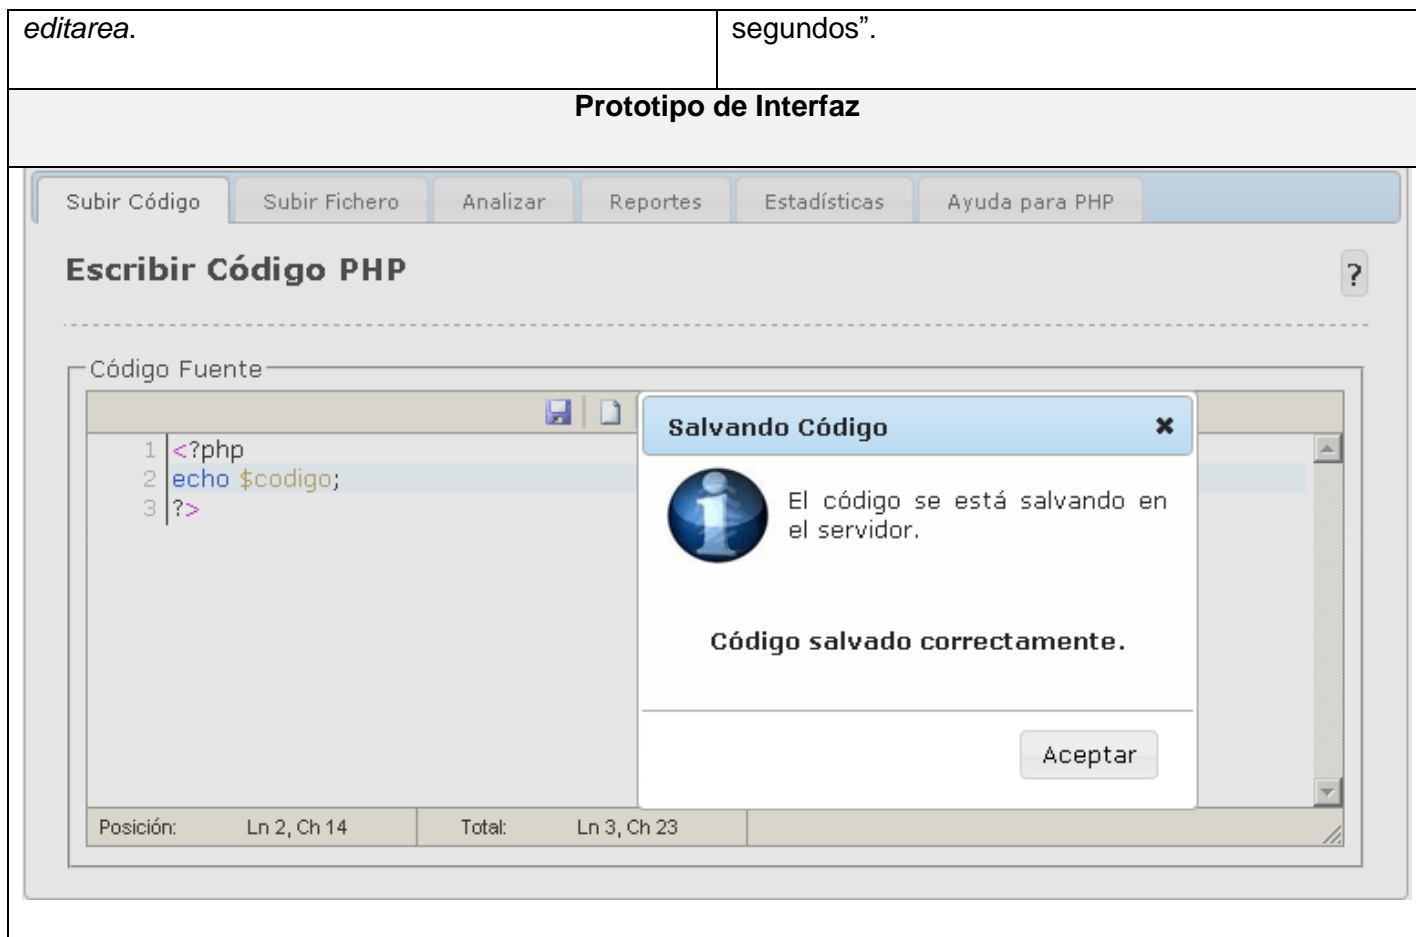 editarea.
segundos”.
Prototipo de Interfaz
Subir Código Subir Fichero Analizar Reportes Estadísticas Ayuda para PHP
Escribir Código PHP ?
Código Fuente
1 <?php
2 echo $codigo;
3 ?>
Salvando Código
El código se está salvando en
el servidor.
Código salvado correctamente.
Aceptar
Posición: Ln 2, Ch 14 Total: Ln 3, Ch 23